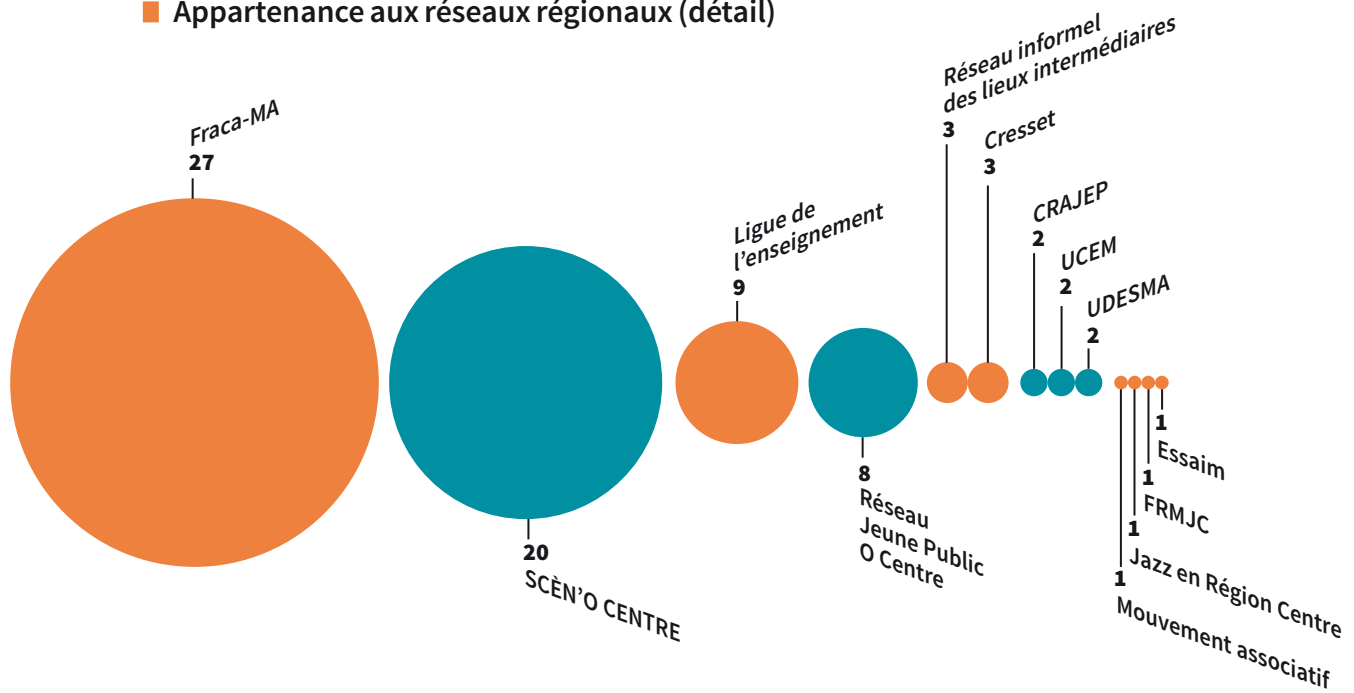 Appartenance aux réseaux régionaux (détail)
Fraca-MA
27
20
SCÈN'O CENTRE
Ligue de
l'enseignement
9
8
Réseau
Jeune Public
O Centre
Réseau informel
des lieux intermédiaires
3
Cresset
3
CRAJEP
2
UCEM
2
UDESMA
2
1
Essaim
1
FRMJC
1
Jazz en Région Centre
1
Mouvement associatif